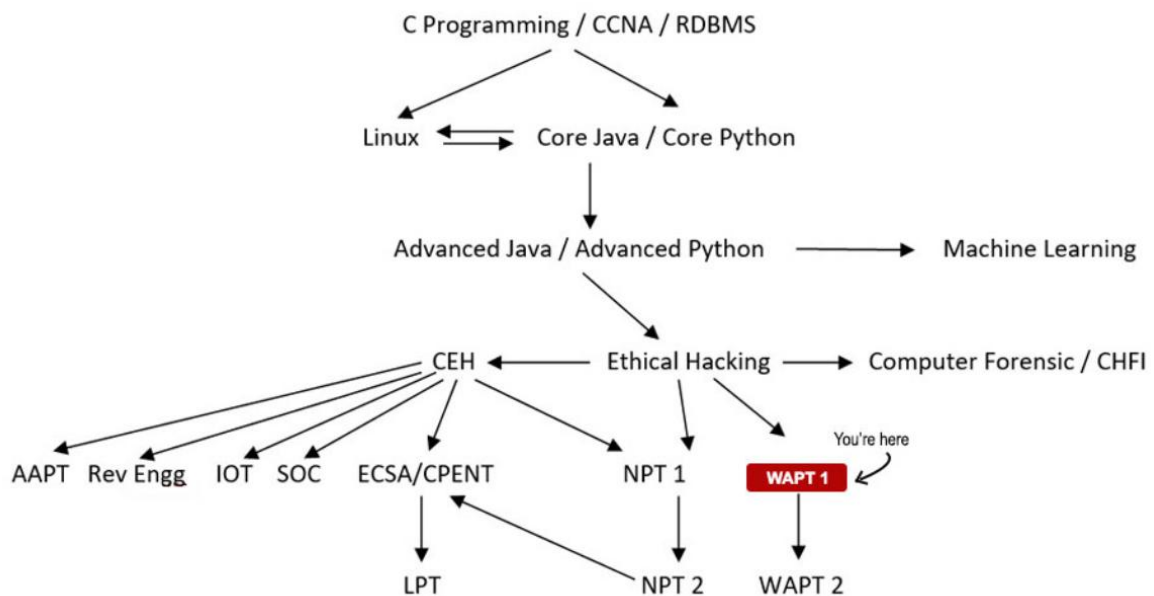 C Programming / CCNA / RDBMS
Linux
Core Java / Core Python
Advanced Java / Advanced Python
Machine Learning
CEH
Ethical Hacking
Computer Forensic / CHFI
You're here
AAPT
Rev Engg
IOT
SOC
ECSA/CPENT
NPT 1
WAPT 1
LPT
NPT 2
WAPT 2